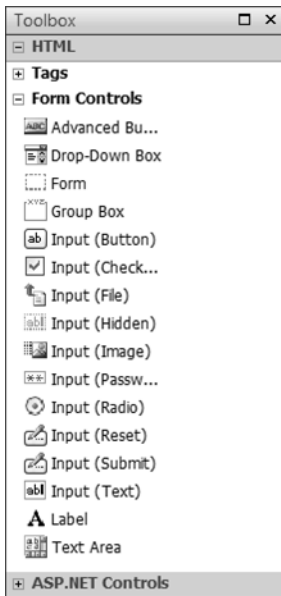 Toolbox
HTML
Tags
Form Controls
Advanced Bu...
Drop-Down Box
Form
Group Box
Input (Button)
Input (Check...
Input (File)
Input (Hidden)
Input (Image)
Input (Passw...
Input (Radio)
Input (Reset)
Input (Submit)
Input (Text)
Label
Text Area
ASP.NET Controls